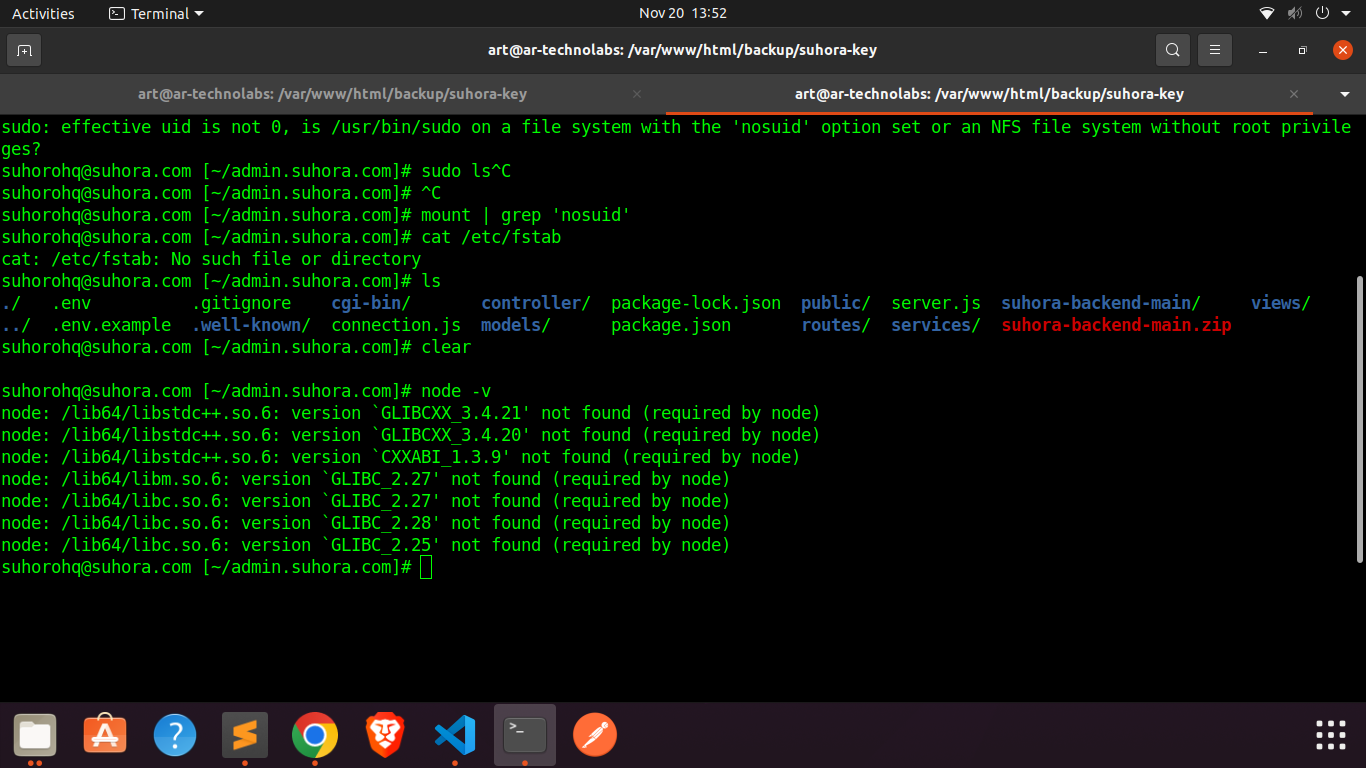 Activities Terminal Nov 20 13:52
art@ar-technolabs: /var/www/html/backup/suhora-key
art@ar-technolabs: /var/www/html/backup/suhora-key art@ar-technolabs: /var/www/html/backup/suhora-key
sudo: effective uid is not 0, is /usr/bin/sudo on a file system with the 'nosuid' option set or an NFS file system without root privile
ges?
suhorohq@suhora.com [~/admin.suhora.com]# sudo ls^C
suhorohq@suhora.com [~/admin.suhora.com]# ^C
suhorohq@suhora.com [~/admin.suhora.com]# mount | grep 'nosuid'
suhorohq@suhora.com [~/admin.suhora.com]# cat /etc/fstab
cat: /etc/fstab: No such file or directory
suhorohq@suhora.com [~/admin.suhora.com]# ls
./ .env .gitignore cgi-bin/ controller/ package-lock.json public/ server.js suhora-backend-main/ views/
../ .env.example .well-known/ connection.js models/ package.json routes/ services/ suhora-backend-main.zip
suhorohq@suhora.com [~/admin.suhora.com]# clear
suhorohq@suhora.com [~/admin.suhora.com]# node -v
node: /lib64/libstdc++.so.6: version `GLIBCXX_3.4.21' not found (required by node)
node: /lib64/libstdc++.so.6: version `GLIBCXX_3.4.20' not found (required by node)
node: /lib64/libstdc++.so.6: version `CXXABI_1.3.9' not found (required by node)
node: /lib64/libm.so.6: version `GLIBC_2.27' not found (required by node)
node: /lib64/libc.so.6: version `GLIBC_2.27' not found (required by node)
node: /lib64/libc.so.6: version `GLIBC_2.28' not found (required by node)
node: /lib64/libc.so.6: version `GLIBC_2.25' not found (required by node)
suhorohq@suhora.com [~/admin.suhora.com]#